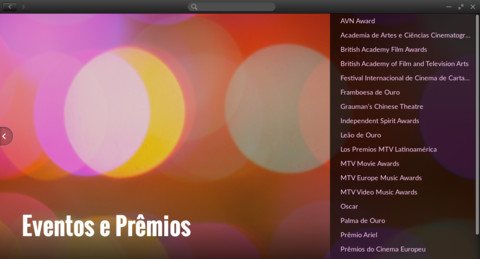 AVN Award
Academia de Artes e Ciências Cinematogr...
British Academy Film Awards
British Academy of Film and Television Arts
Festival Internacional de Cinema de Carta...
Framboesa de Ouro
Grauman's Chinese Theatre
Independent Spirit Awards
Leão de Ouro
Los Premios MTV Latinoamérica
MTV Movie Awards
MTV Europe Music Awards
MTV Video Music Awards
Oscar
Palma de Ouro
Prêmio Ariel
Prêmios do Cinema Europeu
Eventos e Prêmios